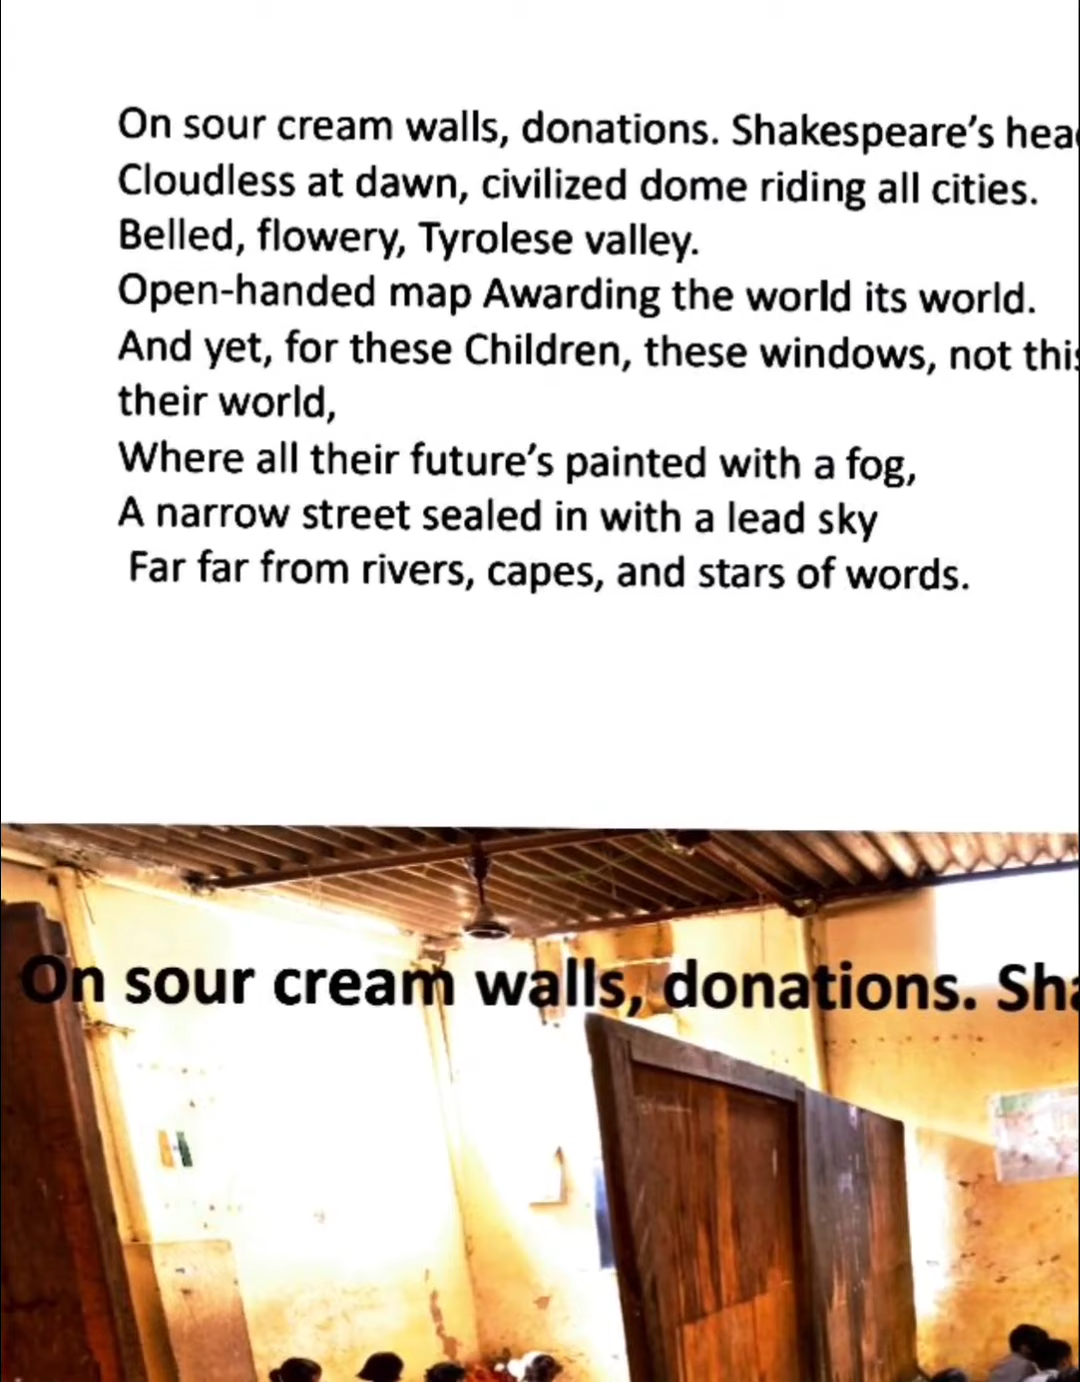 On sour cream walls, donations. Shakespeare's hea
Cloudless at dawn, civilized dome riding all cities.
Belled, flowery, Tyrolese valley.
Open-handed map Awarding the world its world.
And yet, for these Children, these windows, not this
their world,
Where all their future's painted with a fog,
A narrow street sealed in with a lead sky
Far far from rivers, capes, and stars of words.
On sour cream walls, donations. Sha